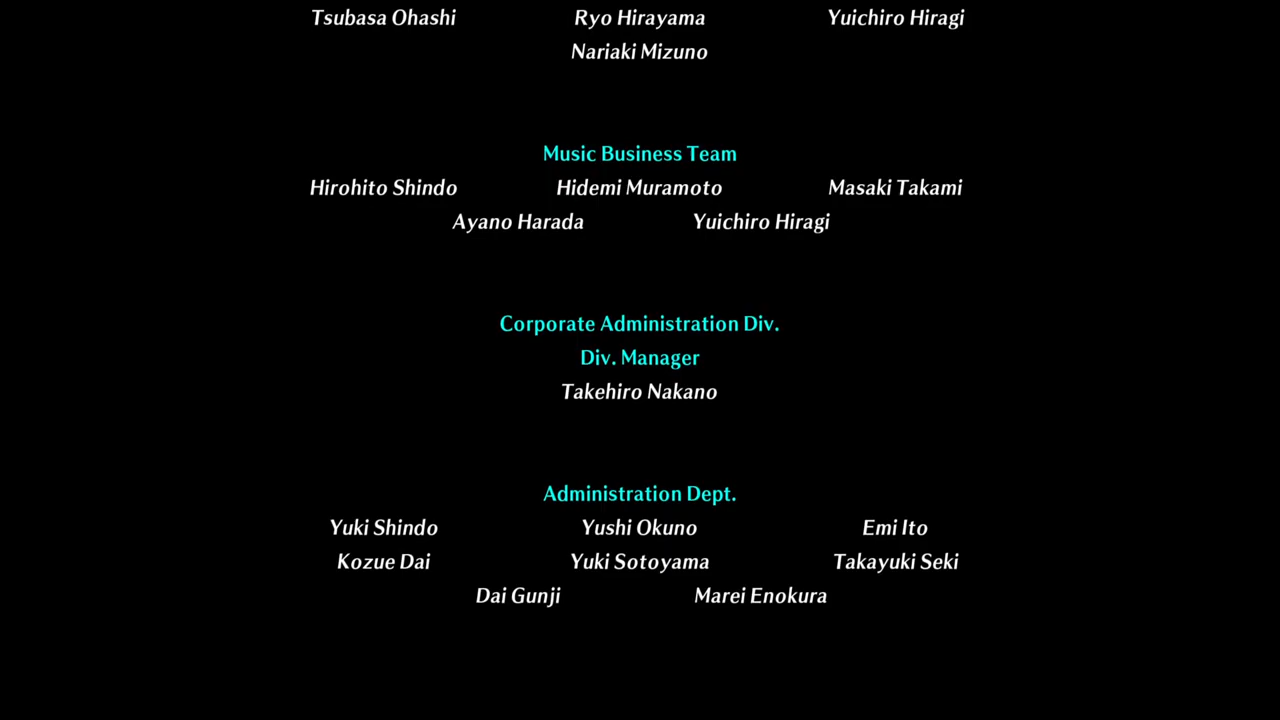 Tsubasa Ohashi Ryo Hirayama Yuichiro Hiragi
Nariaki Mizuno
Music Business Team
Hirohito Shindo Hidemi Muramoto Masaki Takami
Ayano Harada Yuichiro Hiragi
Corporate Administration Div.
Div. Manager
Takehiro Nakano
Administration Dept.
Yuki Shindo Yushi Okuno Emi Ito
Kozue Dai Yuki Sotoyama Takayuki Seki
Dai Gunji Marei Enokura